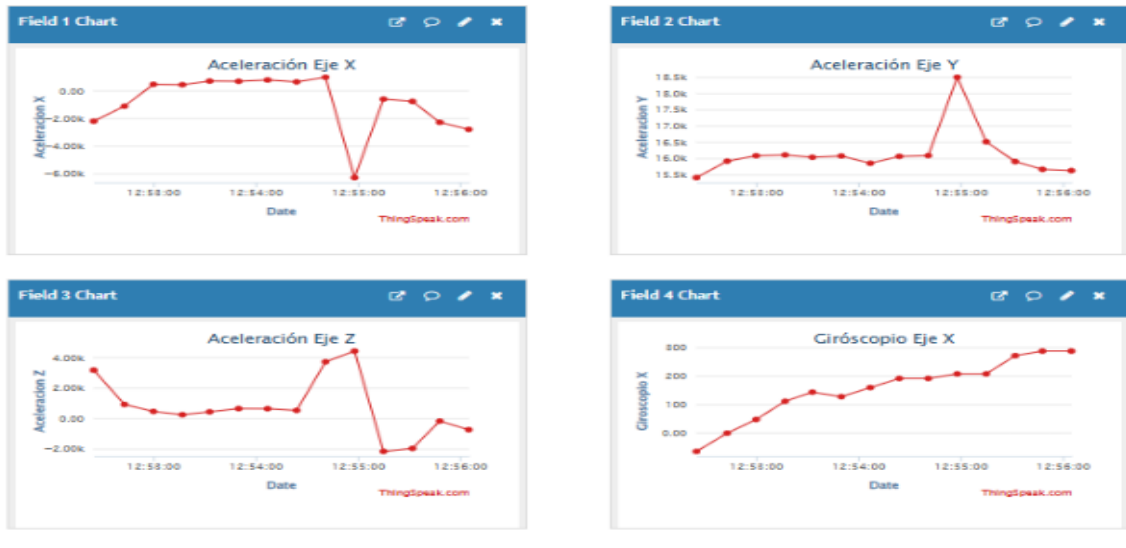 Field 1 Chart
Aceleración Eje X
Aceleracion X
0.00
−2.00k
−4.00k
−6.00k
12:53:00 12:54:00 12:55:00 12:56:00
Date
ThingSpeak.com
Field 2 Chart
Aceleración Eje Y
Aceleracion Y
18.5k
18.0k
17.5k
17.0k
16.5k
16.0k
15.5k
12:53:00 12:54:00 12:55:00 12:56:00
Date
ThingSpeak.com
Field 3 Chart
Aceleración Eje Z
Aceleracion Z
4.00k
2.00k
0.00
−2.00k
12:53:00 12:54:00 12:55:00 12:56:00
Date
ThingSpeak.com
Field 4 Chart
Giróscopio Eje X
Giroscopio X
300
200
100
0.00
12:53:00 12:54:00 12:55:00 12:56:00
Date
ThingSpeak.com